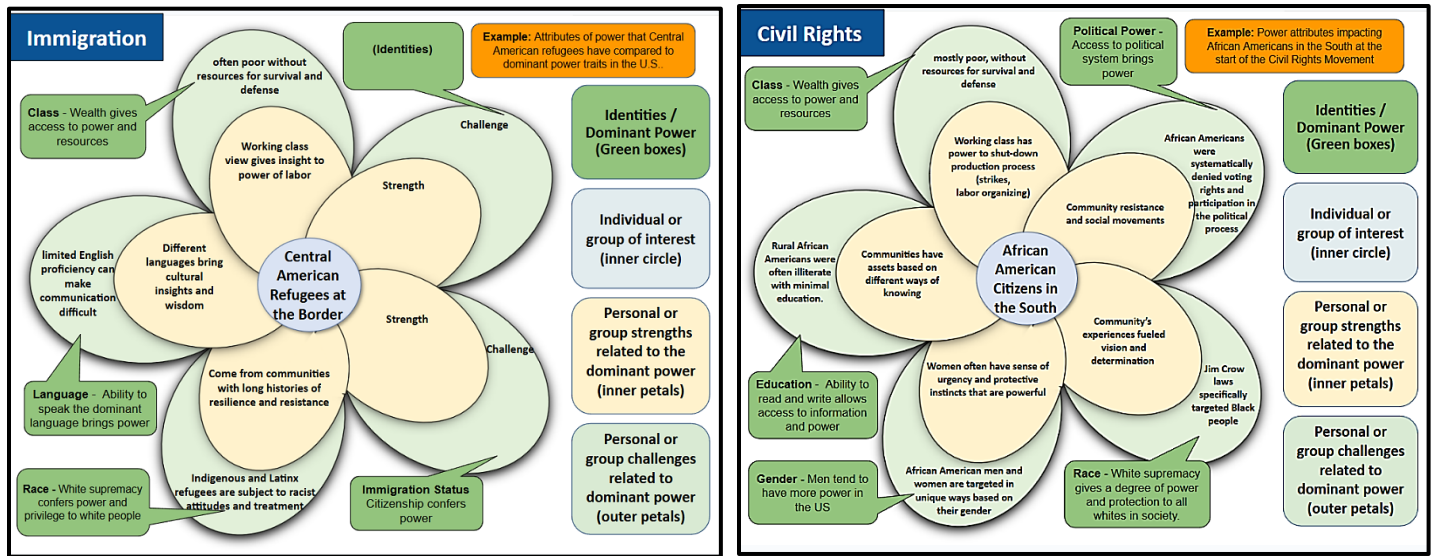 Immigration
(Identities)
Example: Attributes of power that Central
American refugees have compared to
dominant power traits in the U.S..
often poor without
resources for survival and
defense
Class - Wealth gives
access to power and
resources
Working class
view gives insight to
power of labor
Challenge
Strength
Identities /
Dominant Power
(Green boxes)
Individual or
group of interest
(inner circle)
limited English
proficiency can
make
communication
difficult
Different
languages bring
cultural
insights and
wisdom
Central
American
Refugees at
the Border
Strength
Challenge
Personal or
group strengths
related to the
dominant power
(inner petals)
Come from communities
with long histories of
resilience and resistance
Language - Ability to
speak the dominant
language brings power
Race - White supremacy
confers power and
privilege to white people
Indigenous and Latinx
refugees are subject to racist
attitudes and treatment
Immigration Status
Citizenship confers
power
Personal or
group challenges
related to
dominant power
(outer petals)
Civil Rights
Political Power -
Access to political
system brings
power
Example: Power attributes impacting
African Americans in the South at the
start of the Civil Rights Movement
mostly poor, without
resources for survival and
defense
Class - Wealth gives
access to power and
resources
Working class has
power to shut-down
production process
(strikes,
labor organizing)
African Americans
were
systematically
denied voting
rights and
participation in
the political
process
Community resistance
and social movements
Identities /
Dominant Power
(Green boxes)
Individual or
group of interest
(inner circle)
Rural African
Americans were
often illiterate
with minimal
education.
Communities have
assets based on
different ways of
knowing
African
American
Citizens in
the South
Community's
experiences fueled
vision and
determination
Jim Crow
laws
specifically
targeted Black
people
Personal or
group strengths
related to the
dominant power
(inner petals)
Women often have sense of
urgency and protective
instincts that are powerful
Education - Ability to
read and write allows
access to information
and power
Gender - Men tend to
have more power in
the US
African American men and
women are targeted in
unique ways based on
their gender
Race - White supremacy
gives a degree of power
and protection to all
whites in society.
Personal or
group challenges
related to
dominant power
(outer petals)